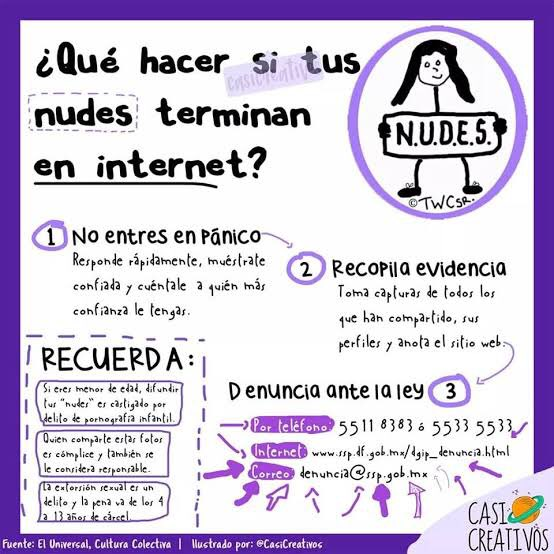 ¿Qué hacer si tus
nudes terminan
en internet?
casicreativos
N.U.D.E.S.
©TWCSR.
1 No entres en pánico
Responde rápidamente, muéstrate
confiada y cuéntale a quién más
confianza le tengas.
2 Recopila evidencia
Toma capturas de todos los
que han compartido, sus
perfiles y anota el sitio web.
RECUERDA:
Si eres menor de edad, difundir
tus "nudes" es castigado por
delito de pornografía infantil.
Quien comparte estas fotos
es cómplice y también se
le considera responsable.
La extorsión sexual es un
delito y la pena va de los 4
a 13 años de cárcel.
Denuncia ante la ley 3
Por teléfono: 5511 8383 ó 5533 5533
Internet: www.ssp.df.gob.mx/dgip_denuncia.html
Correo: denuncia@ssp.gob.mx
CASI
CREATIVOS
Fuente: El Universal, Cultura Colectiva | Ilustrado por: @CasiCreativos